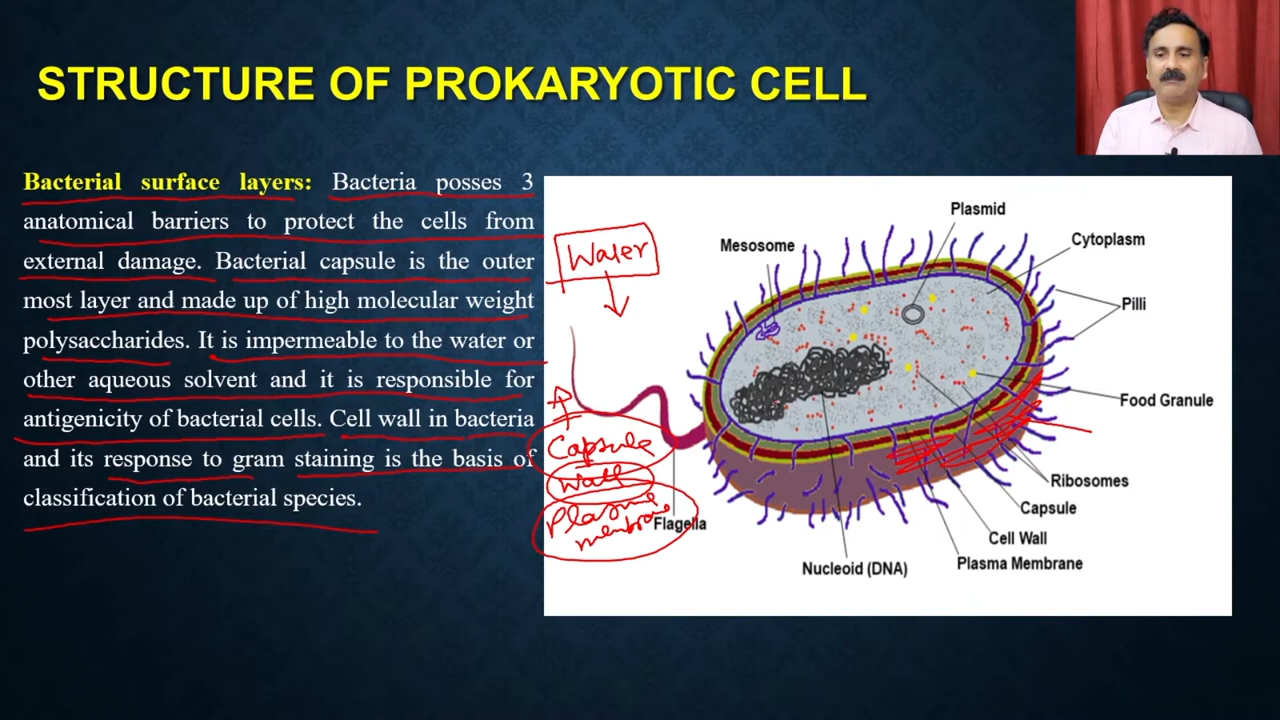 STRUCTURE OF PROKARYOTIC CELL
Bacterial surface layers: Bacteria posses 3
anatomical barriers to protect the cells from
external damage. Bacterial capsule is the outer
most layer and made up of high molecular weight
polysaccharides. It is impermeable to the water or
other aqueous solvent and it is responsible for
antigenicity of bacterial cells. Cell wall in bacteria
and its response to gram staining is the basis of
classification of bacterial species.
Plasmid
Mesosome
Cytoplasm
Water
Pilli
Food Granule
Capsule
Wall
Plasma
membrane
Flagella
Ribosomes
Capsule
Cell Wall
Plasma Membrane
Nucleoid (DNA)